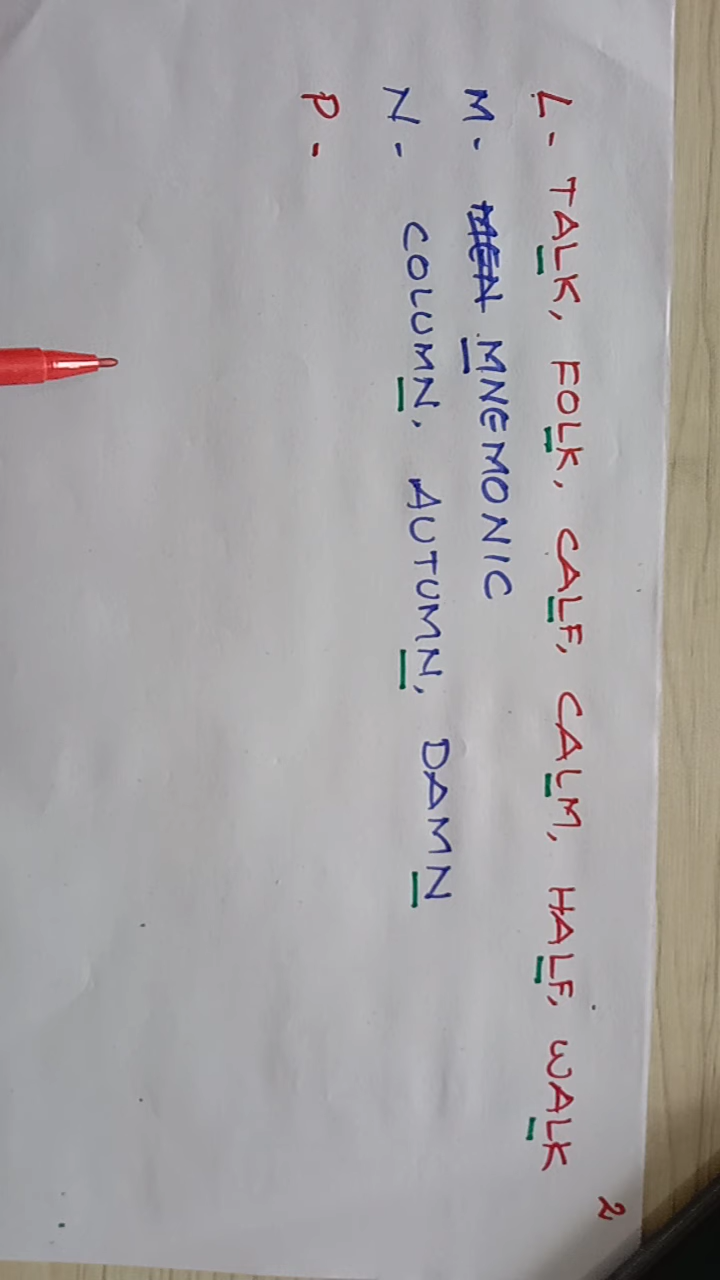 2
L- TALK, FOLK, CALF, CALM, HALF, WALK
M- MNEMONIC
N- COLUMN, AUTUMN, DAMN
P-